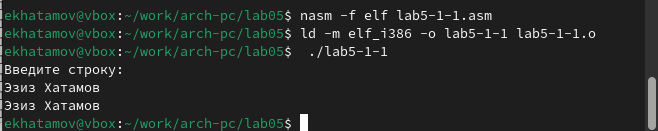 ekhatamov@vbox:~/work/arch-pc/lab05$ nasm -f elf lab5-1-1.asm
ekhatamov@vbox:~/work/arch-pc/lab05$ ld -m elf_i386 -o lab5-1-1 lab5-1-1.o
ekhatamov@vbox:~/work/arch-pc/lab05$  ./lab5-1-1
Введите строку:
Эзиз Хатамов
Эзиз Хатамов
ekhatamov@vbox:~/work/arch-pc/lab05$